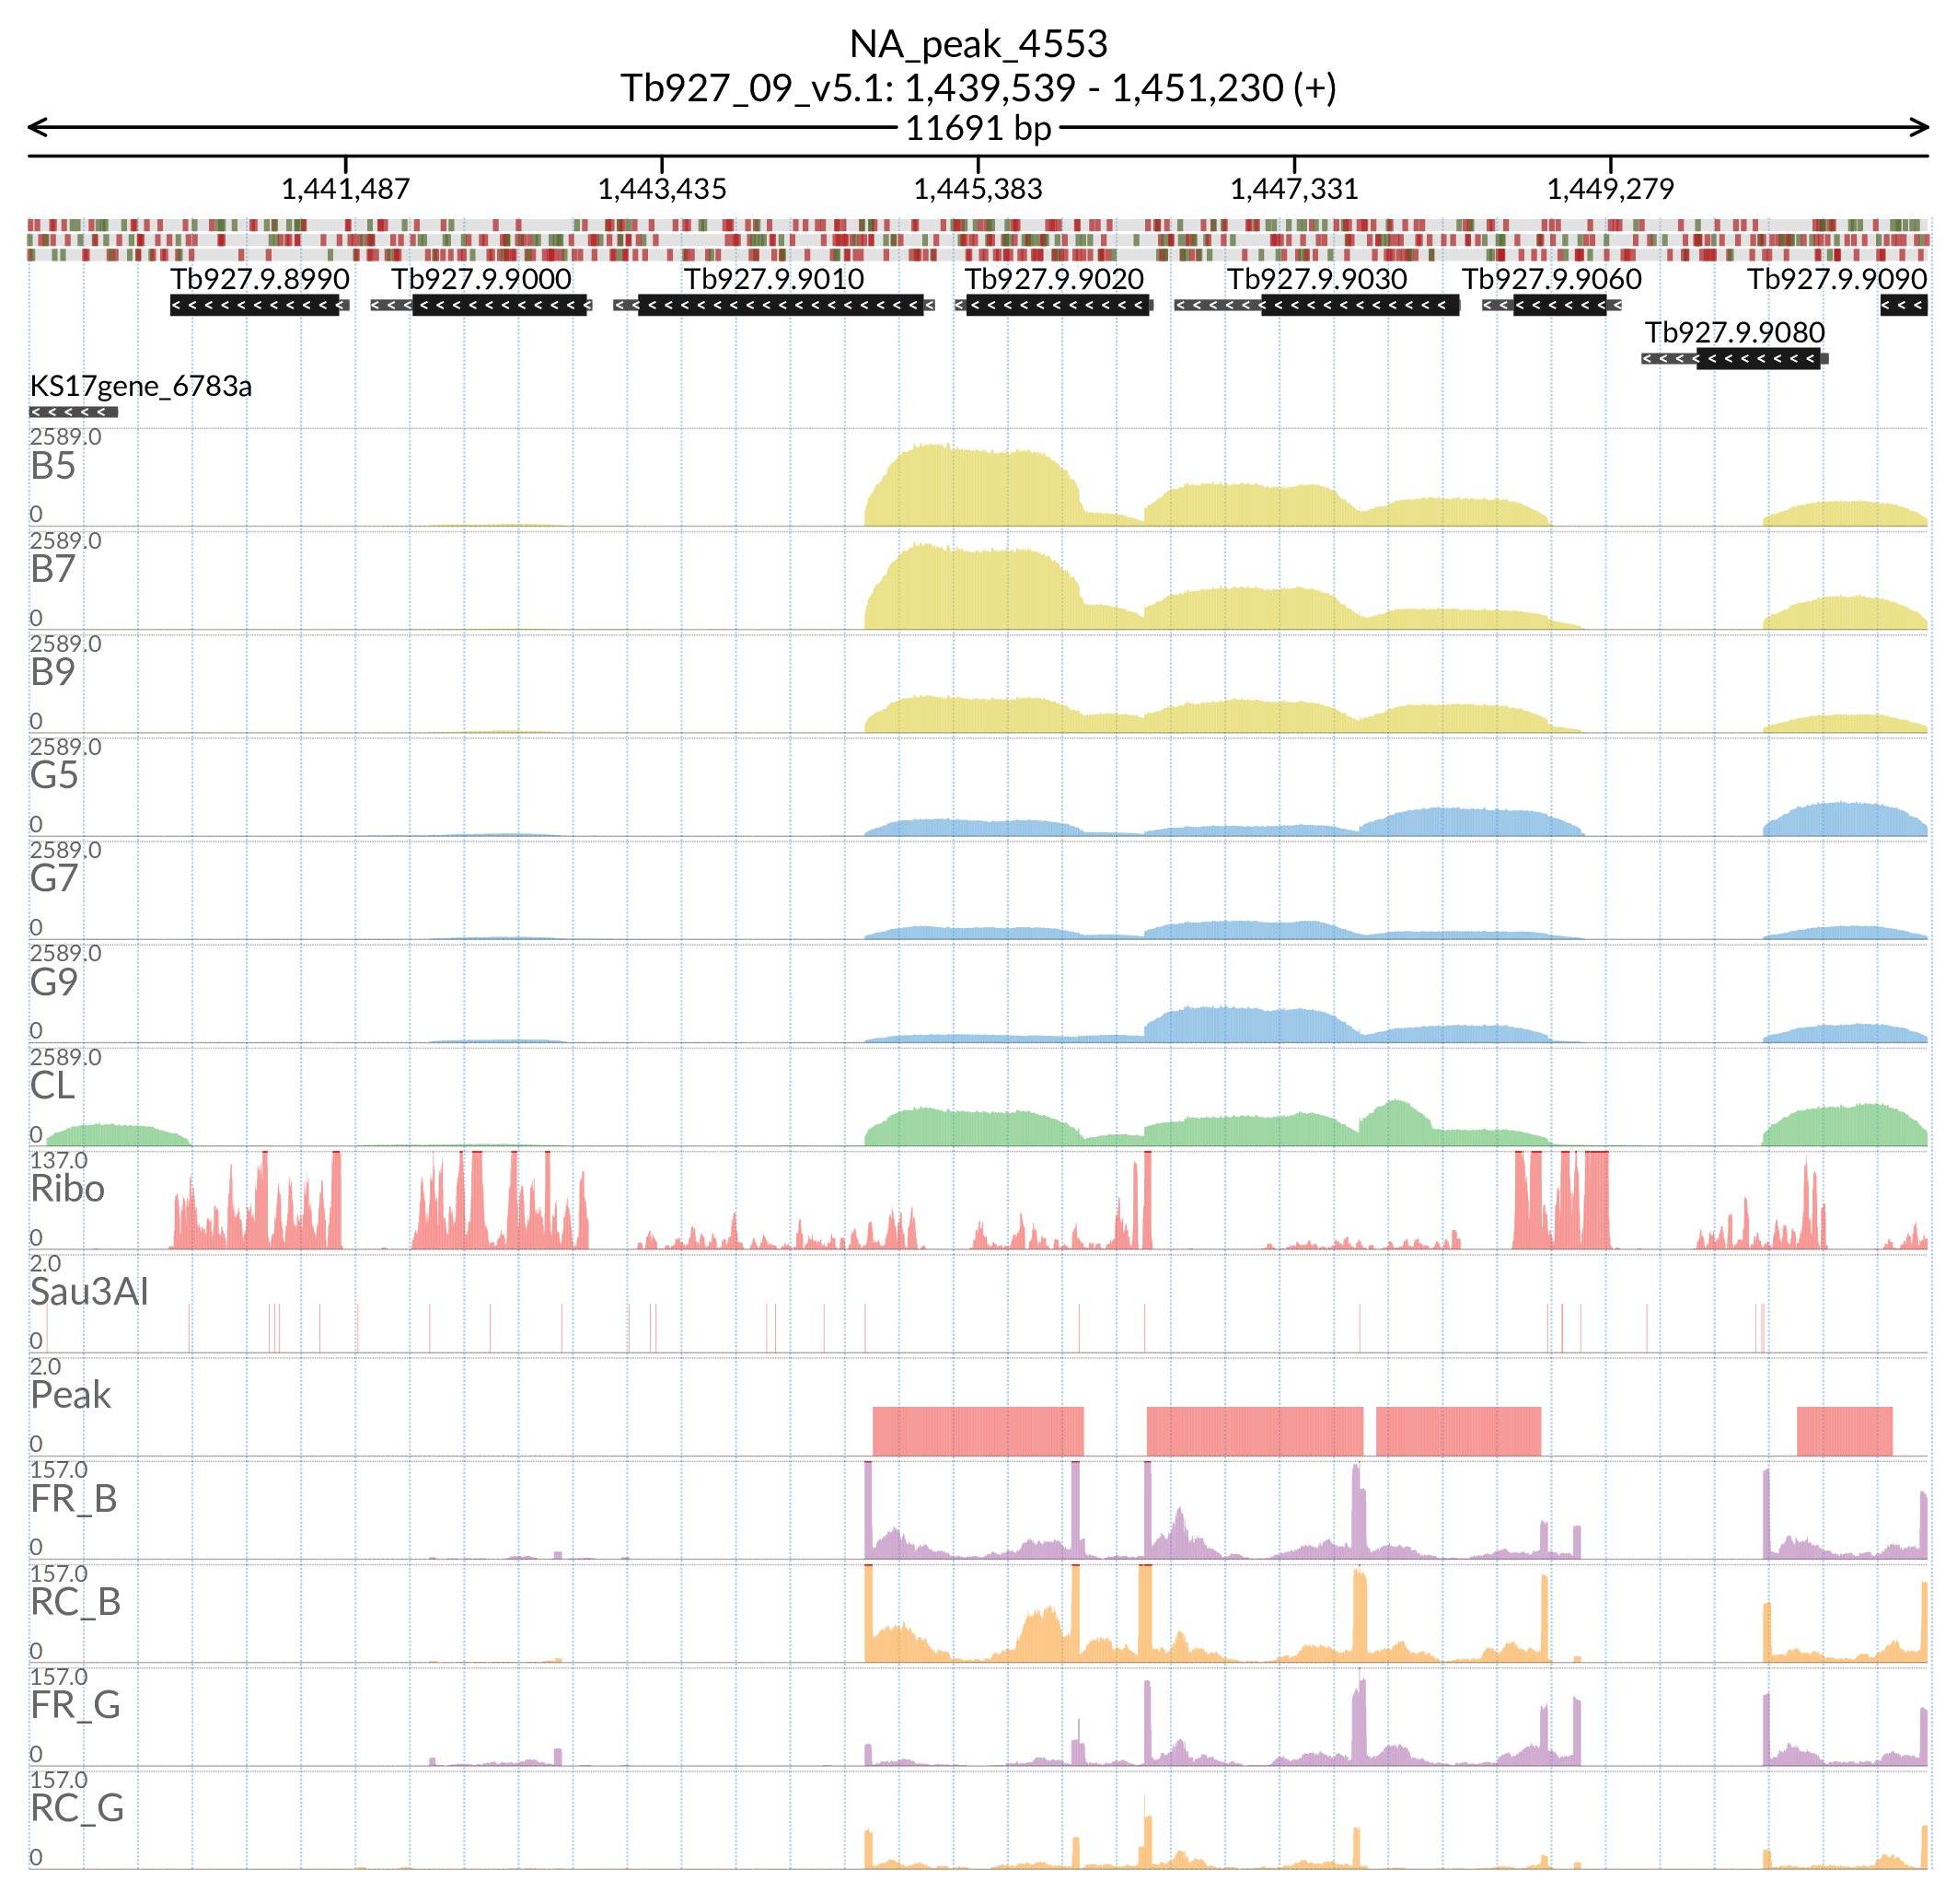 NA_peak_4553
Tb927_09_v5.1: 1,439,539 - 1,451,230 (+)
11691 bp
1,441,487 1,443,435 1,445,383 1,447,331 1,449,279
Tb927.9.8990 Tb927.9.9000 Tb927.9.9010 Tb927.9.9020 Tb927.9.9030 Tb927.9.9060 Tb927.9.9090
Tb927.9.9080
KS17gene_6783a
2589.0
B5
0
2589.0
B7
0
2589.0
B9
0
2589.0
G5
0
2589.0
G7
0
2589.0
G9
0
2589.0
CL
0
137.0
Ribo
0
2.0
Sau3AI
0
2.0
Peak
0
157.0
FR_B
0
157.0
RC_B
0
157.0
FR_G
0
157.0
RC_G
0